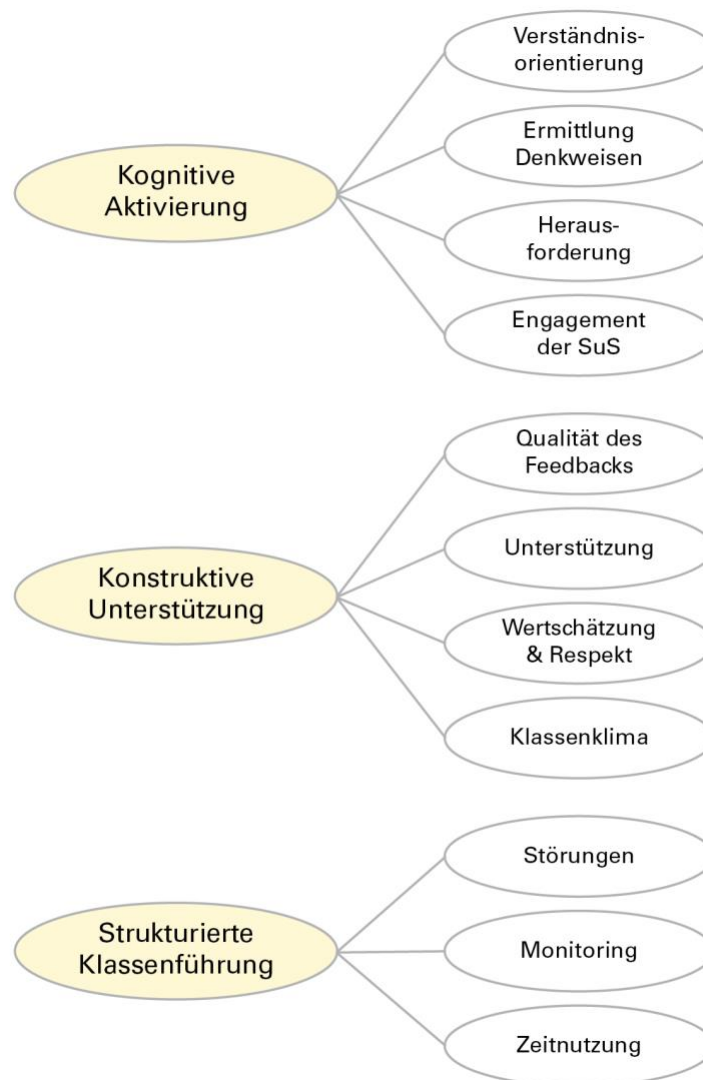 Kognitive
Aktivierung
Verständnis-
orientierung
Ermittlung
Denkweisen
Heraus-
forderung
Engagement
der SuS
Konstruktive
Unterstützung
Qualität des
Feedbacks
Unterstützung
Wertschätzung
& Respekt
Klassenklima
Strukturierte
Klassenführung
Störungen
Monitoring
Zeitnutzung